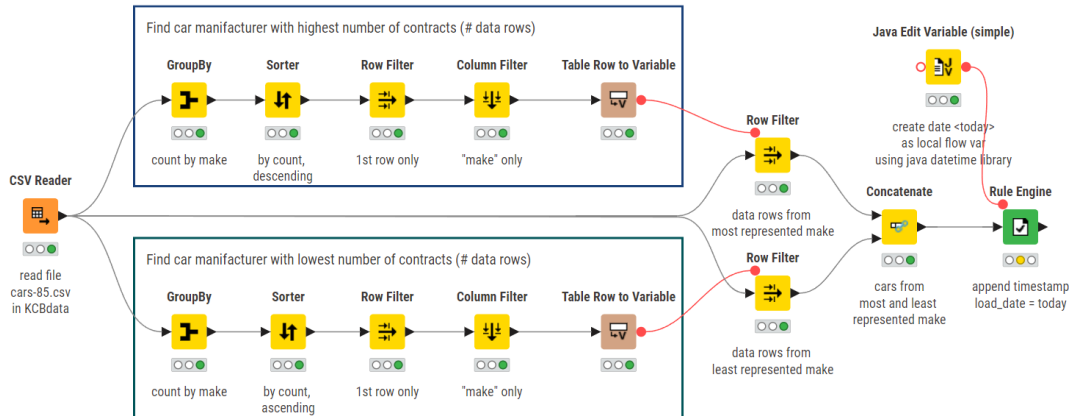 Find car manifacturer with highest number of contracts (# data rows)
GroupBy
Sorter
Row Filter
Column Filter
Table Row to Variable
count by make
by count,
descending
1st row only
"make" only
Java Edit Variable (simple)
create date <today>
as local flow var
using java datetime library
CSV Reader
read file
cars-85.csv
in KCBdata
Row Filter
data rows from
most represented make
Concatenate
cars from
most and least
represented make
Rule Engine
append timestamp
load_date = today
Find car manifacturer with lowest number of contracts (# data rows)
GroupBy
Sorter
Row Filter
Column Filter
Table Row to Variable
count by make
by count,
ascending
1st row only
"make" only
Row Filter
data rows from
least represented make